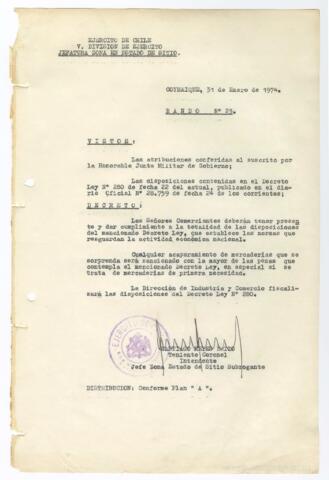 EJERCITO DE CHILE
V. DIVISION DE EJERCITO
JEFATURA ZONA EN ESTADO DE SITIO.
COYHAIQUE, 31 de Enero de 1974.
BANDO Nº 25.
VISTOS:
Las atribuciones conferidas al suscrito por
la Honorable Junta Militar de Gobierno;
Las disposiciones contenidas en el Decreto
Ley Nº 280 de fecha 22 del actual, publicado en el dia-
rio Oficial Nº 28.759 de fecha 24 de los corrientes;
DECRETO:
Los Señores Comerciantes deberán tener presen
te y dar cumplimiento a la totalidad de las disposiciones
del mencionado Decreto Ley, que establece las normas que
resguardan la actividad económica nacional.
Cualquier acaparamiento de mercaderías que se
sorprenda será sancionado con la mayor de las penas que
contempla el mencionado Decreto Ley, en especial si se
trata de mercaderías de primera necesidad.
La Dirección de Industria y Comercio fiscali-
zará las disposiciones del Decreto Ley Nº 280.
EJERCITO DE
Teniente Coronel
Intendente
Jefe Zona Estado de Sitio Subrogante
DISTRIBUCION: Conforme Plan " A ".